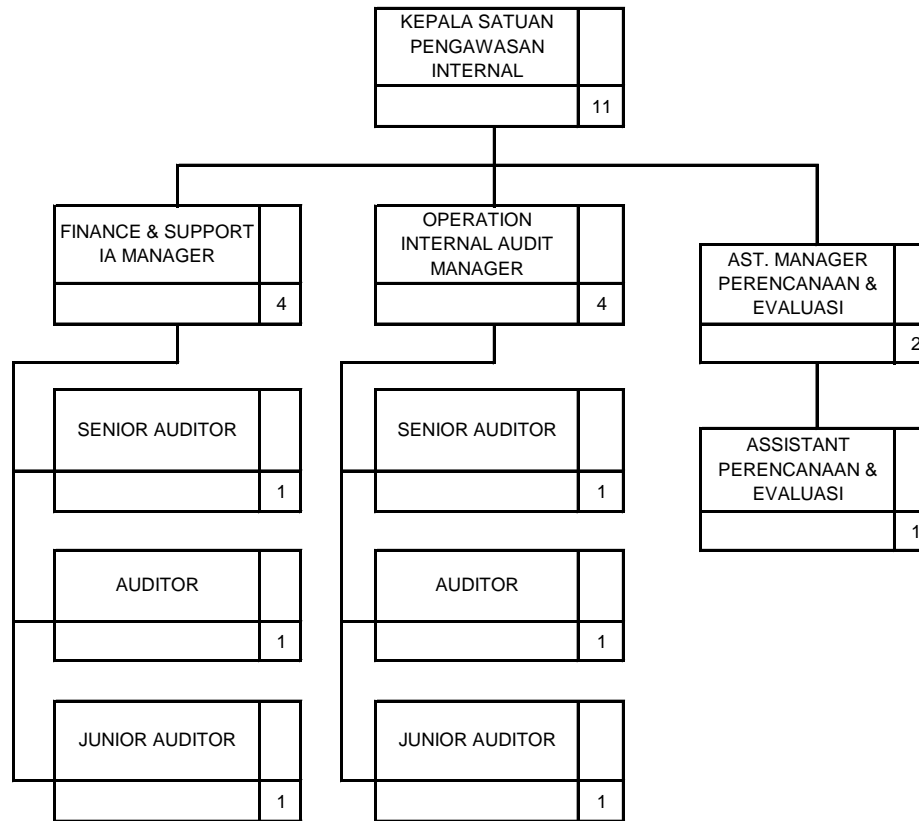 KEPALA SATUAN
PENGAWASAN
INTERNAL
11
FINANCE & SUPPORT
IA MANAGER
4
OPERATION
INTERNAL AUDIT
MANAGER
4
AST. MANAGER
PERENCANAAN &
EVALUASI
2
SENIOR AUDITOR
1
SENIOR AUDITOR
1
ASSISTANT
PERENCANAAN &
EVALUASI
1
AUDITOR
1
AUDITOR
1
JUNIOR AUDITOR
1
JUNIOR AUDITOR
1